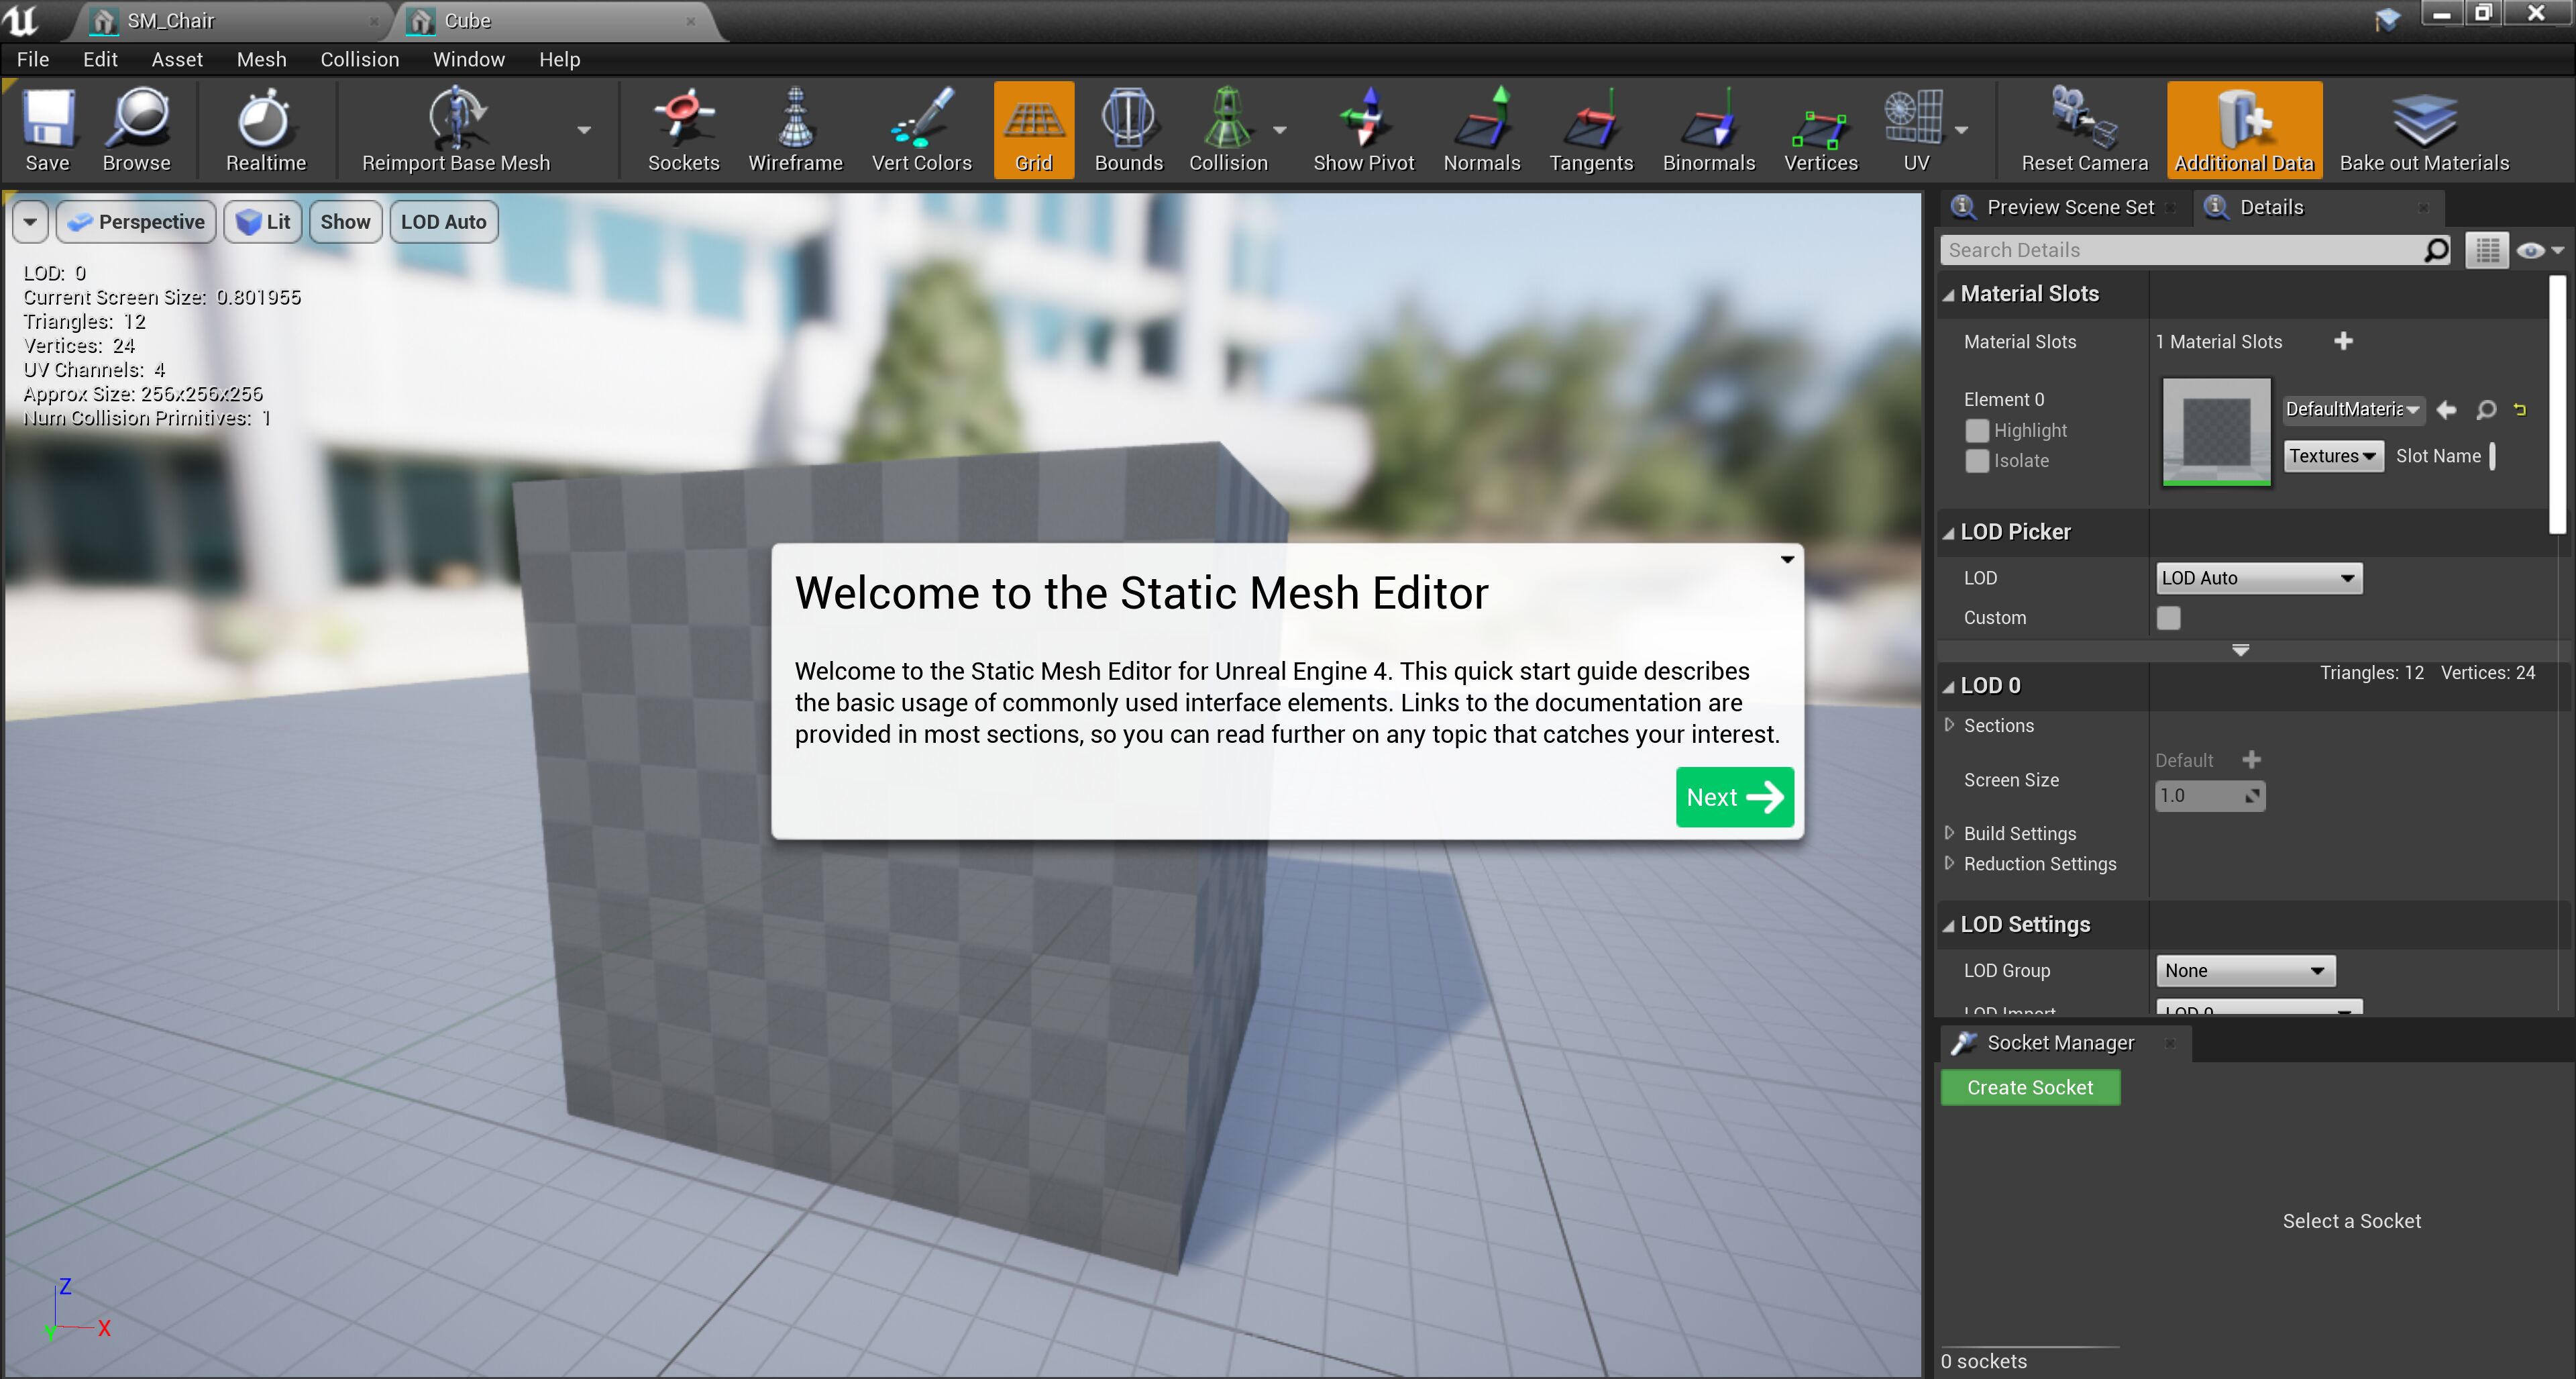 SM_Chair
Cube
File Edit Asset Mesh Collision Window Help
Save Browse Realtime Reimport Base Mesh Sockets Wireframe Vert Colors Grid Bounds Collision Show Pivot Normals Tangents Binormals Vertices UV Reset Camera Additional Data Bake out Materials
Perspective Lit Show LOD Auto
LOD: 0
Current Screen Size: 0.801955
Triangles: 12
Vertices: 24
UV Channels: 4
Approx Size: 256x256x256
Num Collision Primitives: 1
Welcome to the Static Mesh Editor
Welcome to the Static Mesh Editor for Unreal Engine 4. This quick start guide describes
the basic usage of commonly used interface elements. Links to the documentation are
provided in most sections, so you can read further on any topic that catches your interest.
Next
Z
Y
X
Preview Scene Set Details
Search Details
Material Slots
Material Slots 1 Material Slots
Element 0
Highlight
Isolate
DefaultMateria
Textures Slot Name
LOD Picker
LOD LOD Auto
Custom
LOD 0 Triangles: 12 Vertices: 24
Sections
Screen Size Default
1.0
Build Settings
Reduction Settings
LOD Settings
LOD Group None
LOD Import LOD 0
Socket Manager
Create Socket
Select a Socket
0 sockets